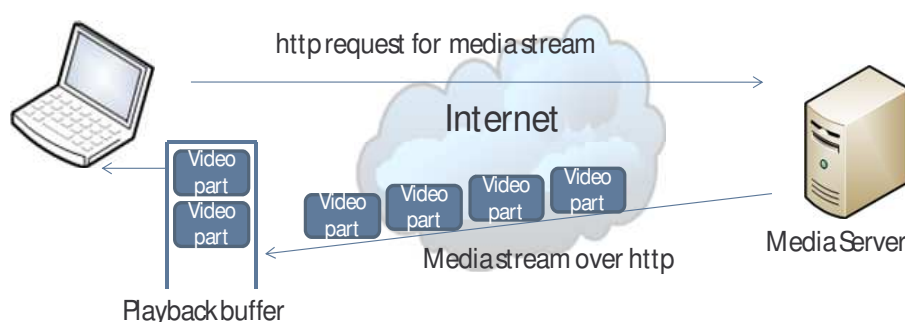 http request for media stream
Internet
Video
part
Video
part
Video
part
Video
part
Video
part
Video
part
Media stream over http
Media Server
Playback buffer